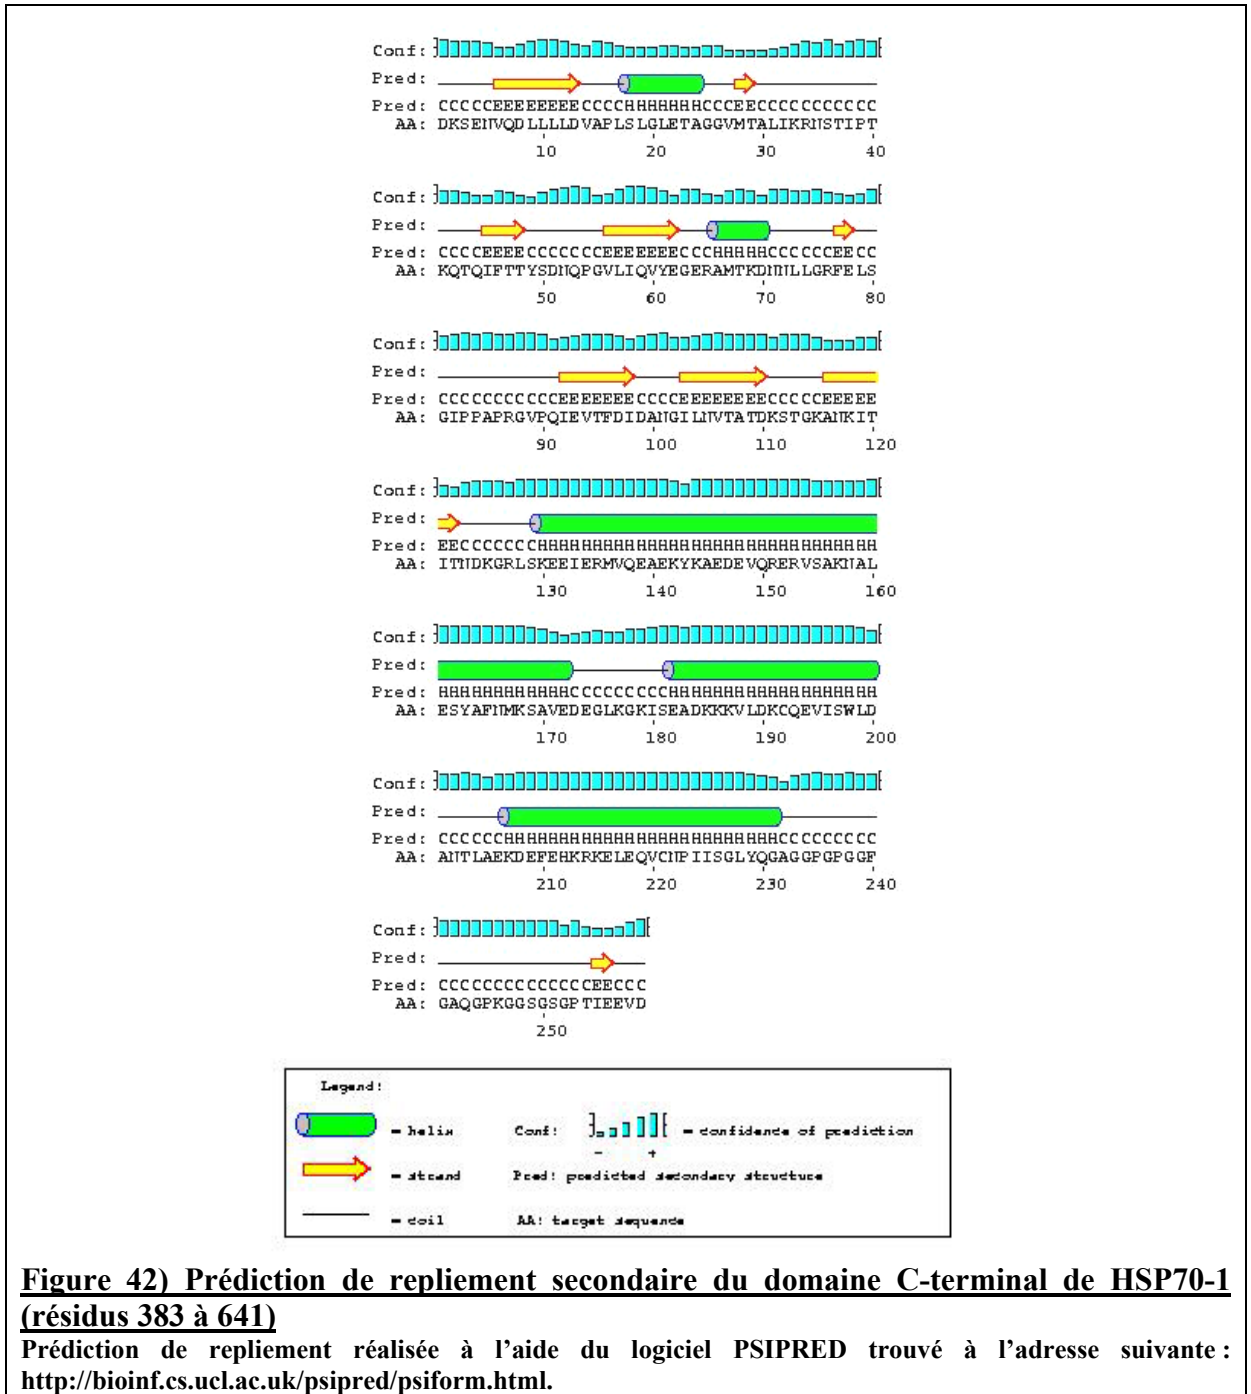 Conf:
Pred:
Pred: CCCCCEEEEEEEECCCCHHHHHHHCCCEECCCCCCCCCCC
AA: DKSENVQDLLLLDVAPLSLGLETAGGVMTALIKRNSTIPT
10 20 30 40
Conf:
Pred:
Pred: CCCCEEEECCCCCCCEEEEEEECCCHHHHHCCCCCCEECC
AA: KQTQIFTTYSDNQPGVLIQVYEGERAMTKDNNLLGRFELS
50 60 70 80
Conf:
Pred:
Pred: CCCCCCCCCCCEEEEEEECCCCEEEEEEEECCCCCEEEEE
AA: GIPPAPRGVPQIEVTFDIDANGILNVTATDKSTGKANKIT
90 100 110 120
Conf:
Pred:
Pred: EECCCCCCCHHHHHHHHHHHHHHHHHHHHHHHHHHHHHHH
AA: ITNDKGRLSKEEIERMVQEAEKYKAEDEVQRERVSAKNAL
130 140 150 160
Conf:
Pred:
Pred: HHHHHHHHHHHHCCCCCCCCCHHHHHHHHHHHHHHHHHHH
AA: ESYAFNMKSAVEDEGLKGKISEADKKKVLDKCQEVISWLD
170 180 190 200
Conf:
Pred:
Pred: CCCCCCHHHHHHHHHHHHHHHHHHHHHHHHHCCCCCCCCC
AA: ANTLAEKDEFEHKRKELEQVCNPIISGLYQGAGGPGPGGF
210 220 230 240
Conf:
Pred:
Pred: CCCCCCCCCCCCCCEECCC
AA: GAQGPKGGSGSGPTIEEVD
250
Legend:
= helix Conf: - + = confidence of prediction
= strand Pred: predicted secondary structure
= coil AA: target sequence
Figure 42) Prédiction de repliement secondaire du domaine C-terminal de HSP70-1
(résidus 383 à 641)
Prédiction de repliement réalisée à l'aide du logiciel PSIPRED trouvé à l'adresse suivante :
http://bioinf.cs.ucl.ac.uk/psipred/psiform.html.